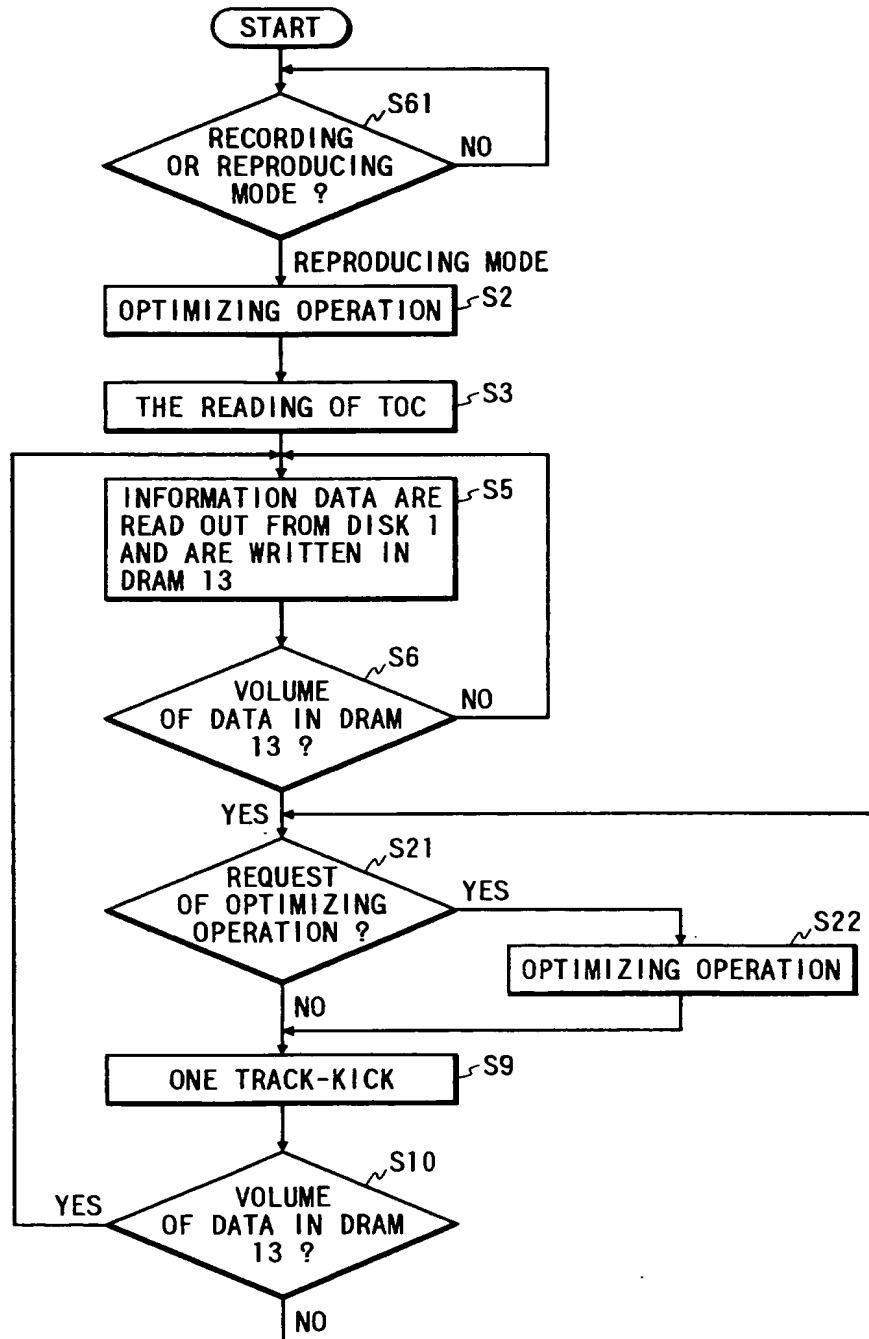 START
S61
RECORDING
OR REPRODUCING
MODE ?
NO
REPRODUCING MODE
S2
OPTIMIZING OPERATION
S3
THE READING OF TOC
S5
INFORMATION DATA ARE
READ OUT FROM DISK 1
AND ARE WRITTEN IN
DRAM 13
S6
VOLUME
OF DATA IN DRAM
13 ?
NO
YES
S21
REQUEST
OF OPTIMIZING
OPERATION ?
YES
S22
OPTIMIZING OPERATION
NO
S9
ONE TRACK-KICK
S10
YES
VOLUME
OF DATA IN DRAM
13 ?
NO